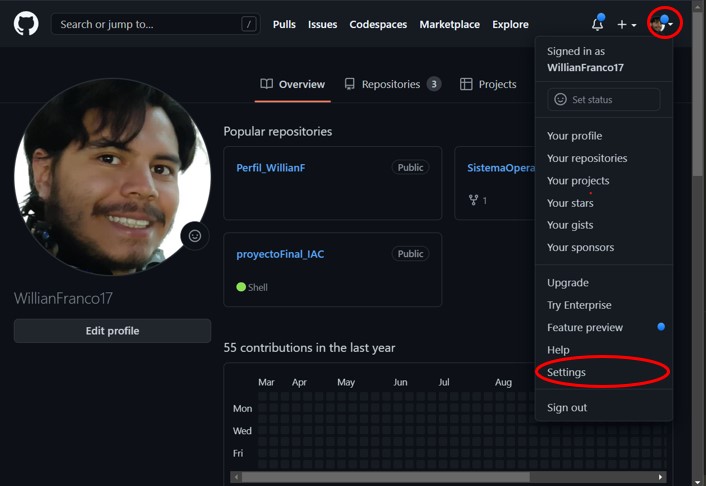 Search or jump to... /
Pulls Issues Codespaces Marketplace Explore
Signed in as
WillianFranco17
Set status
Your profile
Your repositories
Your projects
Your stars
Your gists
Your sponsors
Upgrade
Try Enterprise
Feature preview
Help
Settings
Sign out
Overview Repositories 3 Projects
WillianFranco17
Edit profile
Popular repositories
Perfil_WillianF Public
SistemaOpera
1
proyectoFinal_IAC Public
Shell
55 contributions in the last year
Mar Apr May Jun Jul Aug
Mon
Wed
Fri